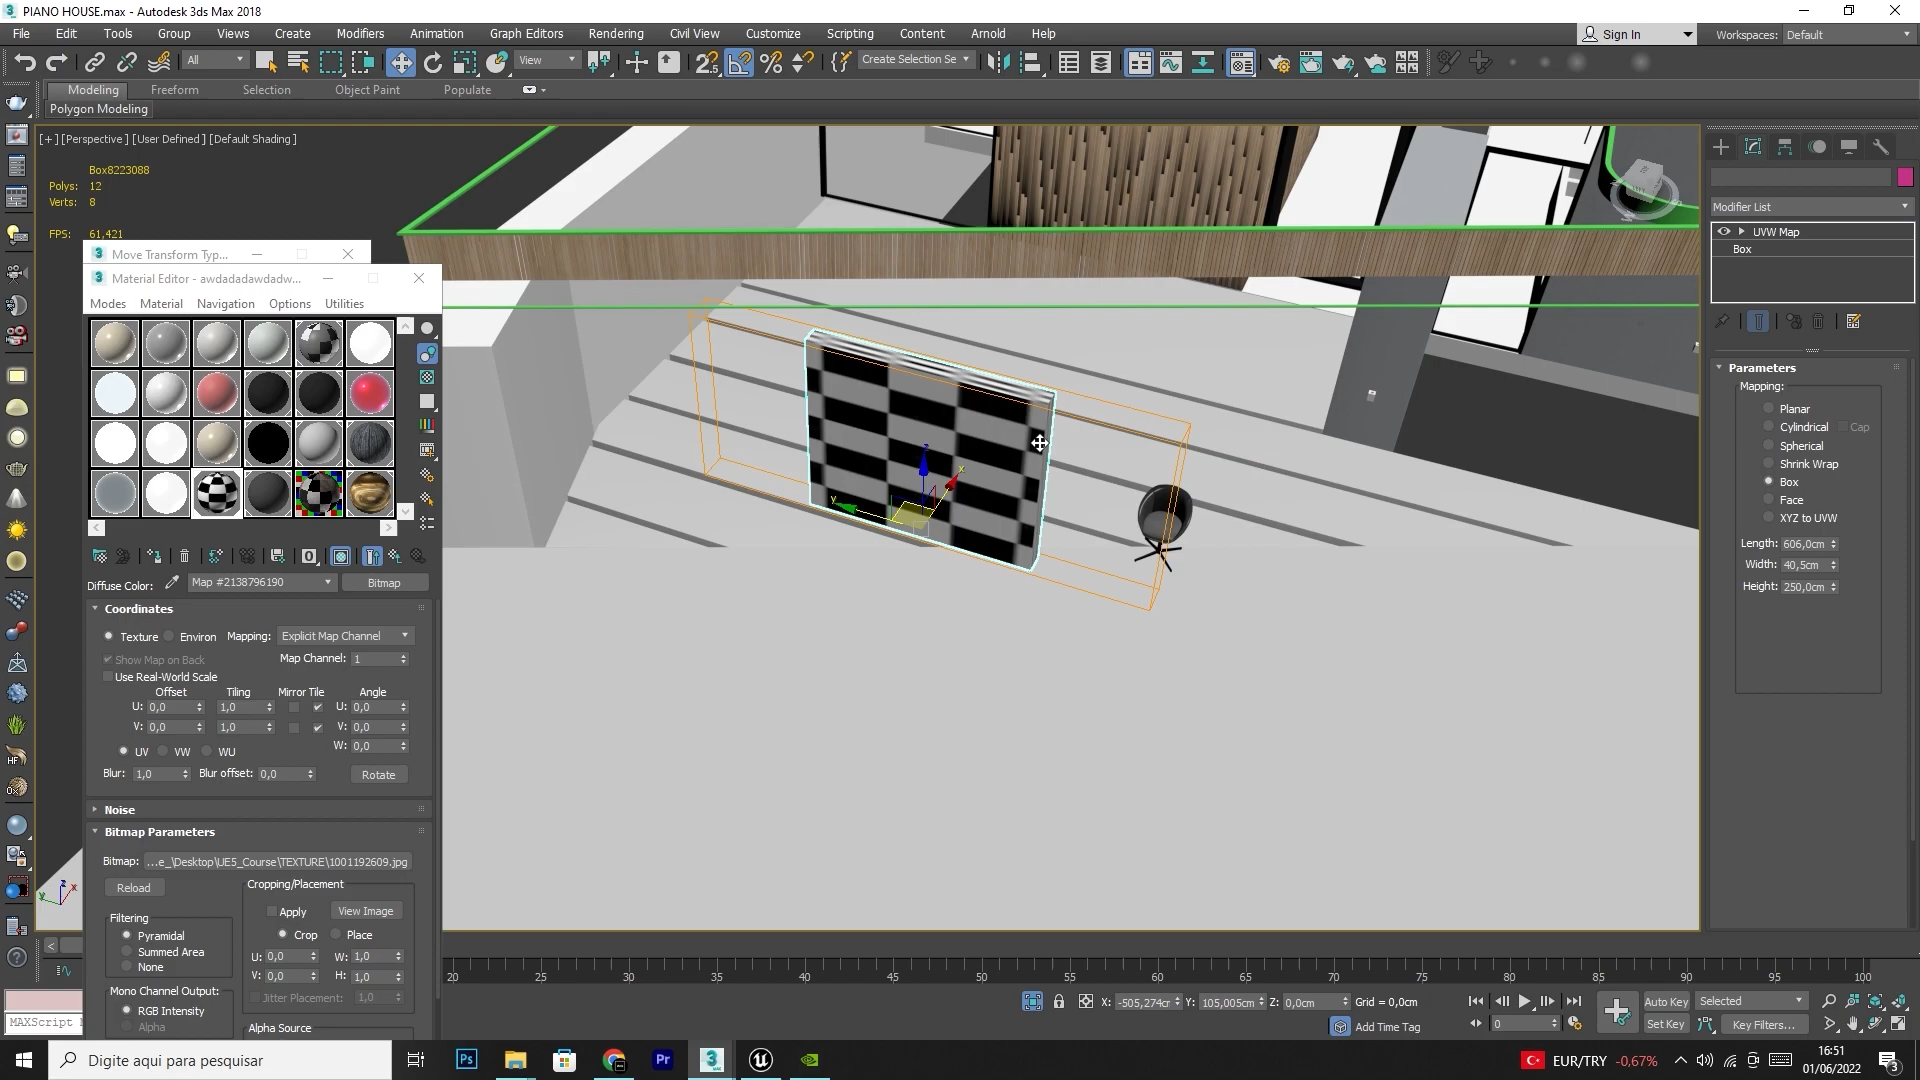 PIANO HOUSE.max - Autodesk 3ds Max 2018
File Edit Tools Group Views Create Modifiers Animation Graph Editors Rendering Civil View Customize Scripting Content Arnold Help
Sign In
Workspaces: Default
All
View
Create Selection Se
Modeling Freeform Selection Object Paint Populate
Polygon Modeling
[+] [Perspective] [User Defined] [Default Shading]
Box8223088
Polys: 12
Verts: 8
FPS: 61,421
Move Transform Typ...
Material Editor - awdadadawdadw...
Modes Material Navigation Options Utilities
Diffuse Color: Map #2138796190 Bitmap
Coordinates
Texture Environ Mapping: Explicit Map Channel
Show Map on Back Map Channel: 1
Use Real-World Scale
Offset Tiling Mirror Tile Angle
U: 0,0 1,0 U: 0,0
V: 0,0 1,0 V: 0,0
W: 0,0
UV VW WU
Blur: 1,0 Blur offset: 0,0 Rotate
Noise
Bitmap Parameters
Bitmap: ...e_\Desktop\UE5_Course\TEXTURE\1001192609.jpg
Reload
Cropping/Placement
Apply View Image
Crop Place
U: 0,0 W: 1,0
V: 0,0 H: 1,0
Jitter Placement: 1,0
Filtering
Pyramidal
Summed Area
None
Mono Channel Output:
RGB Intensity
Alpha
Alpha Source
Modifier List
UVW Map
Box
Parameters
Mapping:
Planar
Cylindrical Cap
Spherical
Shrink Wrap
Box
Face
XYZ to UVW
Length: 606,0cm
Width: 40,5cm
Height: 250,0cm
20 25 30 35 40 45 50 55 60 65 70 75 80 85 90 95 100
X: -505,274cr Y: 105,005cm Z: 0,0cm Grid = 0,0cm
Add Time Tag
0
Auto Key Selected
Set Key Key Filters...
MAXScript
Digite aqui para pesquisar
EUR/TRY -0,67%
16:51
01/06/2022
3